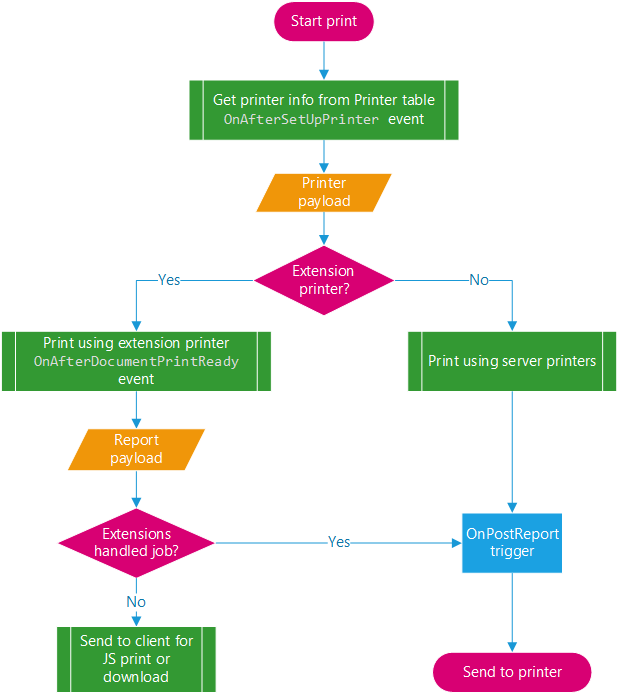 Start print
Get printer info from Printer table
OnAfterSetUpPrinter event
Printer
payload
Extension
printer?
Yes
No
Print using extension printer
OnAfterDocumentPrintReady
event
Print using server printers
Report
payload
Extensions
handled job?
Yes
OnPostReport
trigger
No
Send to client for
JS print or
download
Send to printer